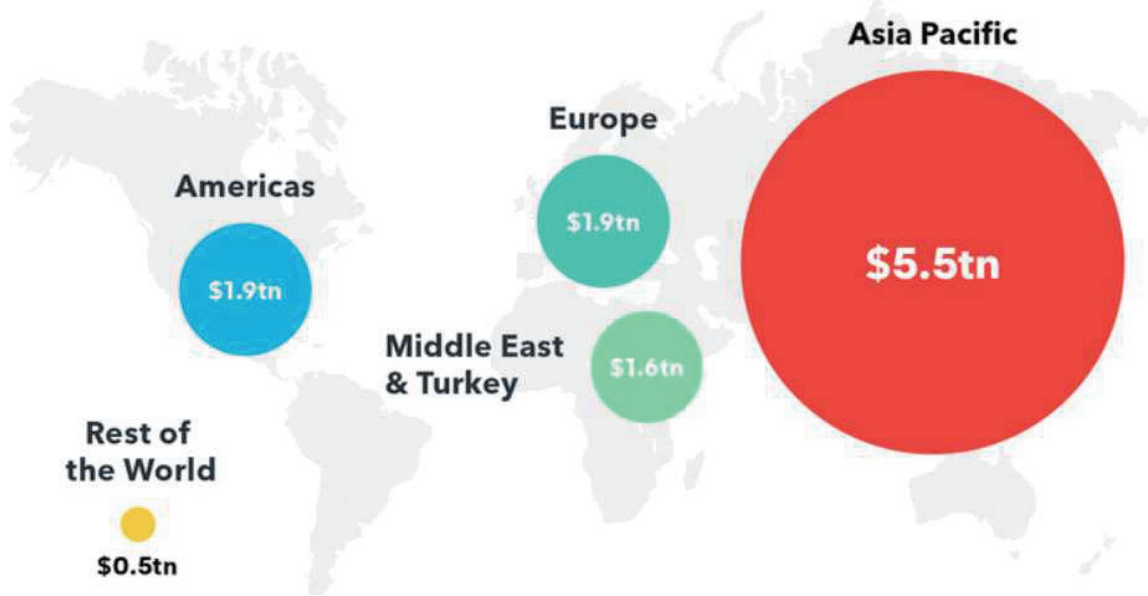 Asia Pacific
$5.5tn
Europe
$1.9tn
Americas
$1.9tn
Middle East
& Turkey
$1.6tn
Rest of
the World
$0.5tn